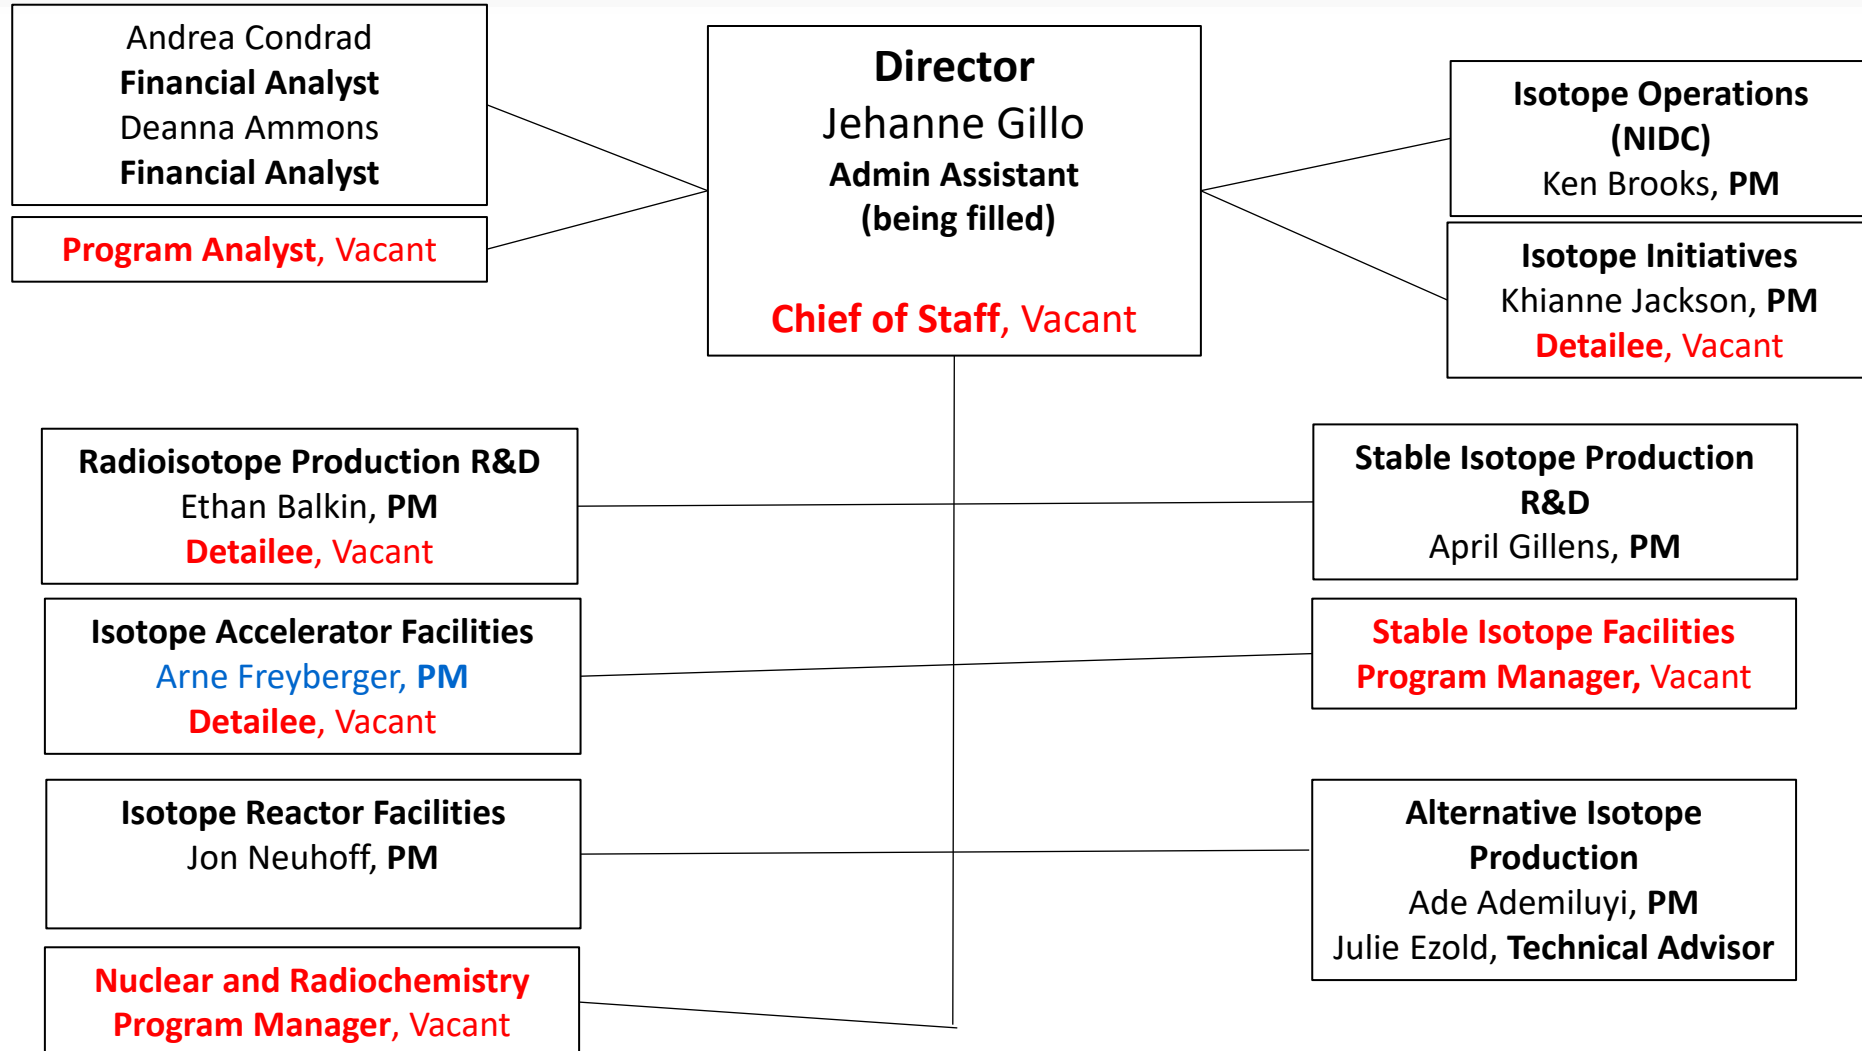 Andrea Condrad
Financial Analyst
Deanna Ammons
Financial Analyst
Program Analyst, Vacant
Director
Jehanne Gillo
Admin Assistant
(being filled)
Chief of Staff, Vacant
Isotope Operations
(NIDC)
Ken Brooks, PM
Isotope Initiatives
Khianne Jackson, PM
Detailee, Vacant
Radioisotope Production R&D
Ethan Balkin, PM
Detailee, Vacant
Stable Isotope Production
R&D
April Gillens, PM
Isotope Accelerator Facilities
Arne Freyberger, PM
Detailee, Vacant
Stable Isotope Facilities
Program Manager, Vacant
Isotope Reactor Facilities
Jon Neuhoff, PM
Alternative Isotope
Production
Ade Ademiluyi, PM
Julie Ezold, Technical Advisor
Nuclear and Radiochemistry
Program Manager, Vacant